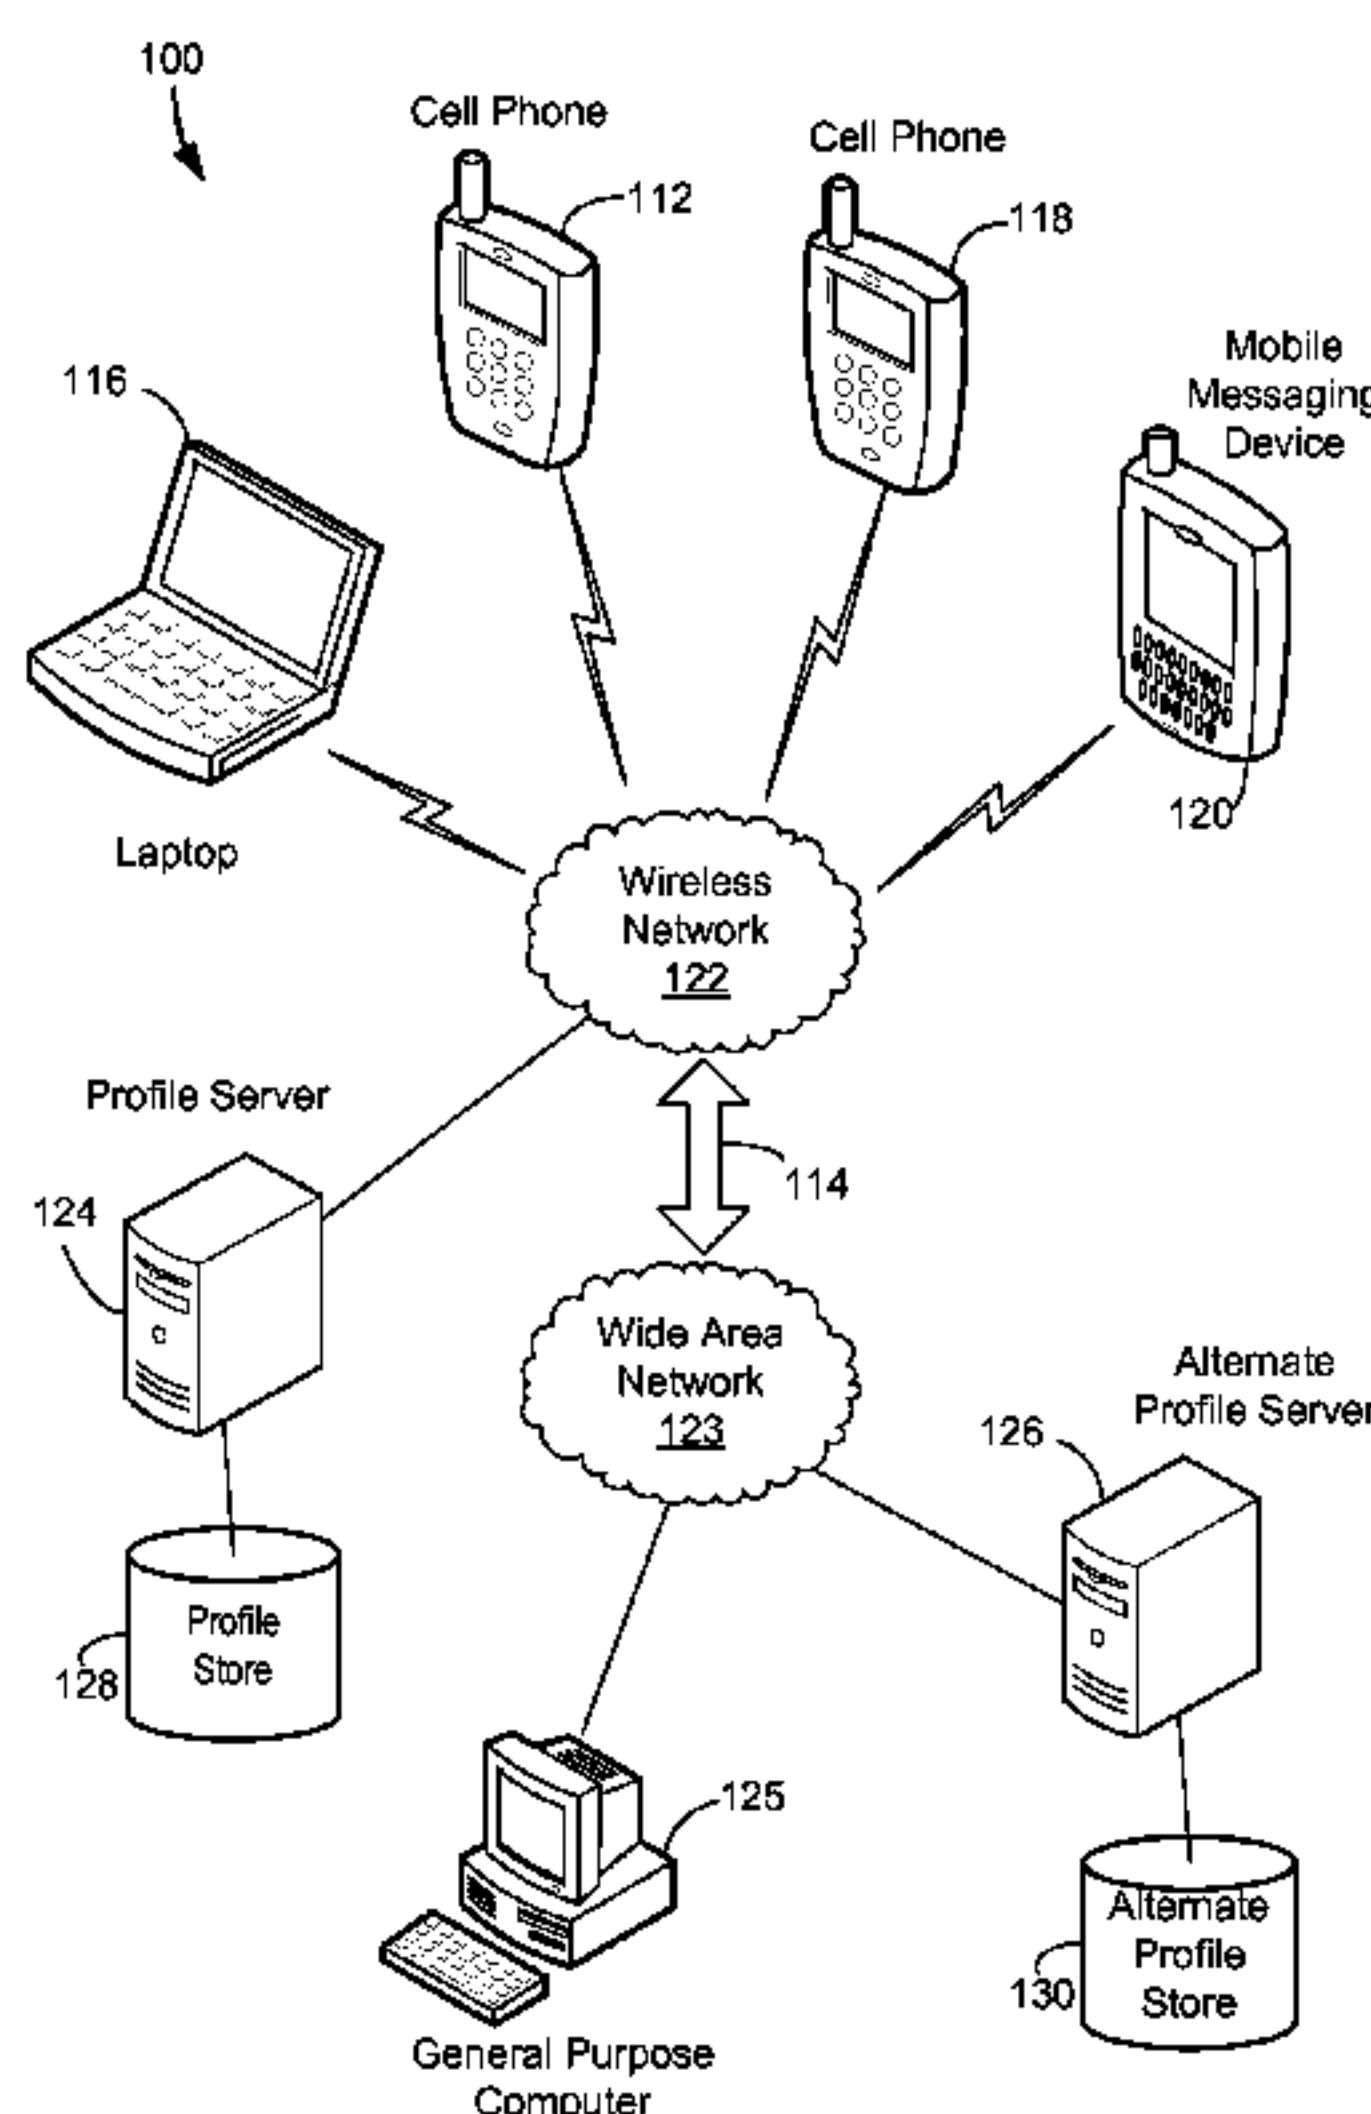 100
Cell Phone
Cell Phone
112
118
Mobile
Messaging
Device
116
120
Laptop
Wireless
Network
122
Profile Server
114
124
Wide Area
Network
123
Alternate
Profile Server
126
Profile
Store
128
125
Alternate
Profile
Store
130
General Purpose
Computer